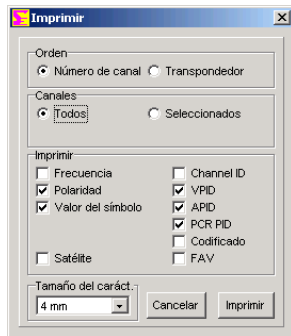 Imprimir
Orden
Número de canal Transpondedor
Canales
Todos Seleccionados
Imprimir
Frecuencia Channel ID
Polaridad VPID
Valor del símbolo APID
PCR PID
Codificado
Satélite FAV
Tamaño del caráct.
4 mm Cancelar Imprimir